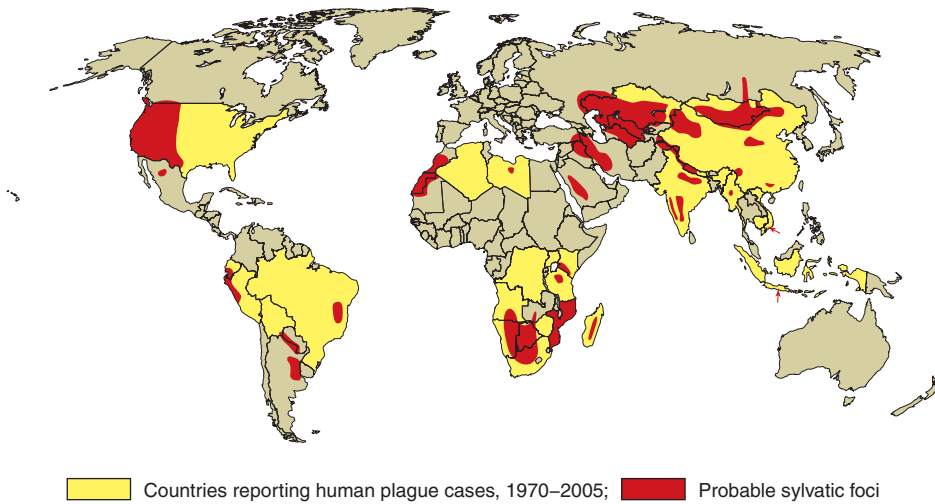 Countries reporting human plague cases, 1970–2005; Probable sylvatic foci